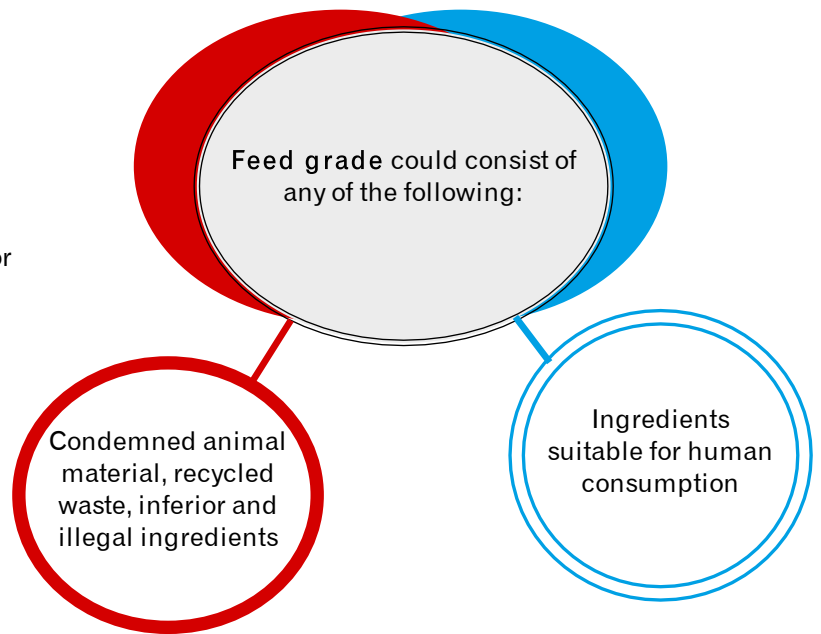 Feed grade could consist of
any of the following:
or
Condemned animal
material, recycled
waste, inferior and
illegal ingredients
Ingredients
suitable for human
consumption